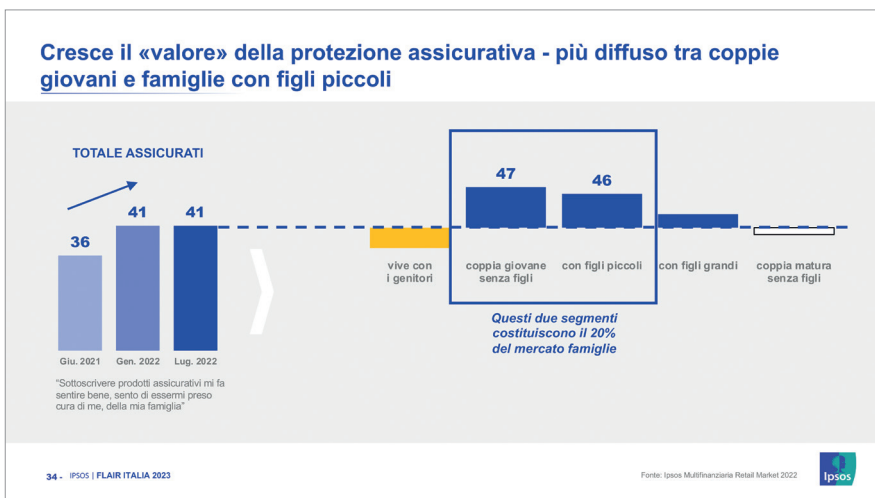 Cresce il «valore» della protezione assicurativa - più diffuso tra coppie
giovani e famiglie con figli piccoli
TOTALE ASSICURATI
36
41
41
Giu. 2021
Gen. 2022
Lug. 2022
"Sottoscrivere prodotti assicurativi mi fa
sentire bene, sento di essermi preso
cura di me, della mia famiglia”
47
46
vive con
i genitori
coppia giovane
senza figli
con figli piccoli
con figli grandi
coppia matura
senza figli
Questi due segmenti
costituiscono il 20%
del mercato famiglie
34 - IPSOS | FLAIR ITALIA 2023
Fonte: Ipsos Multifinanziaria Retail Market 2022
Ipsos